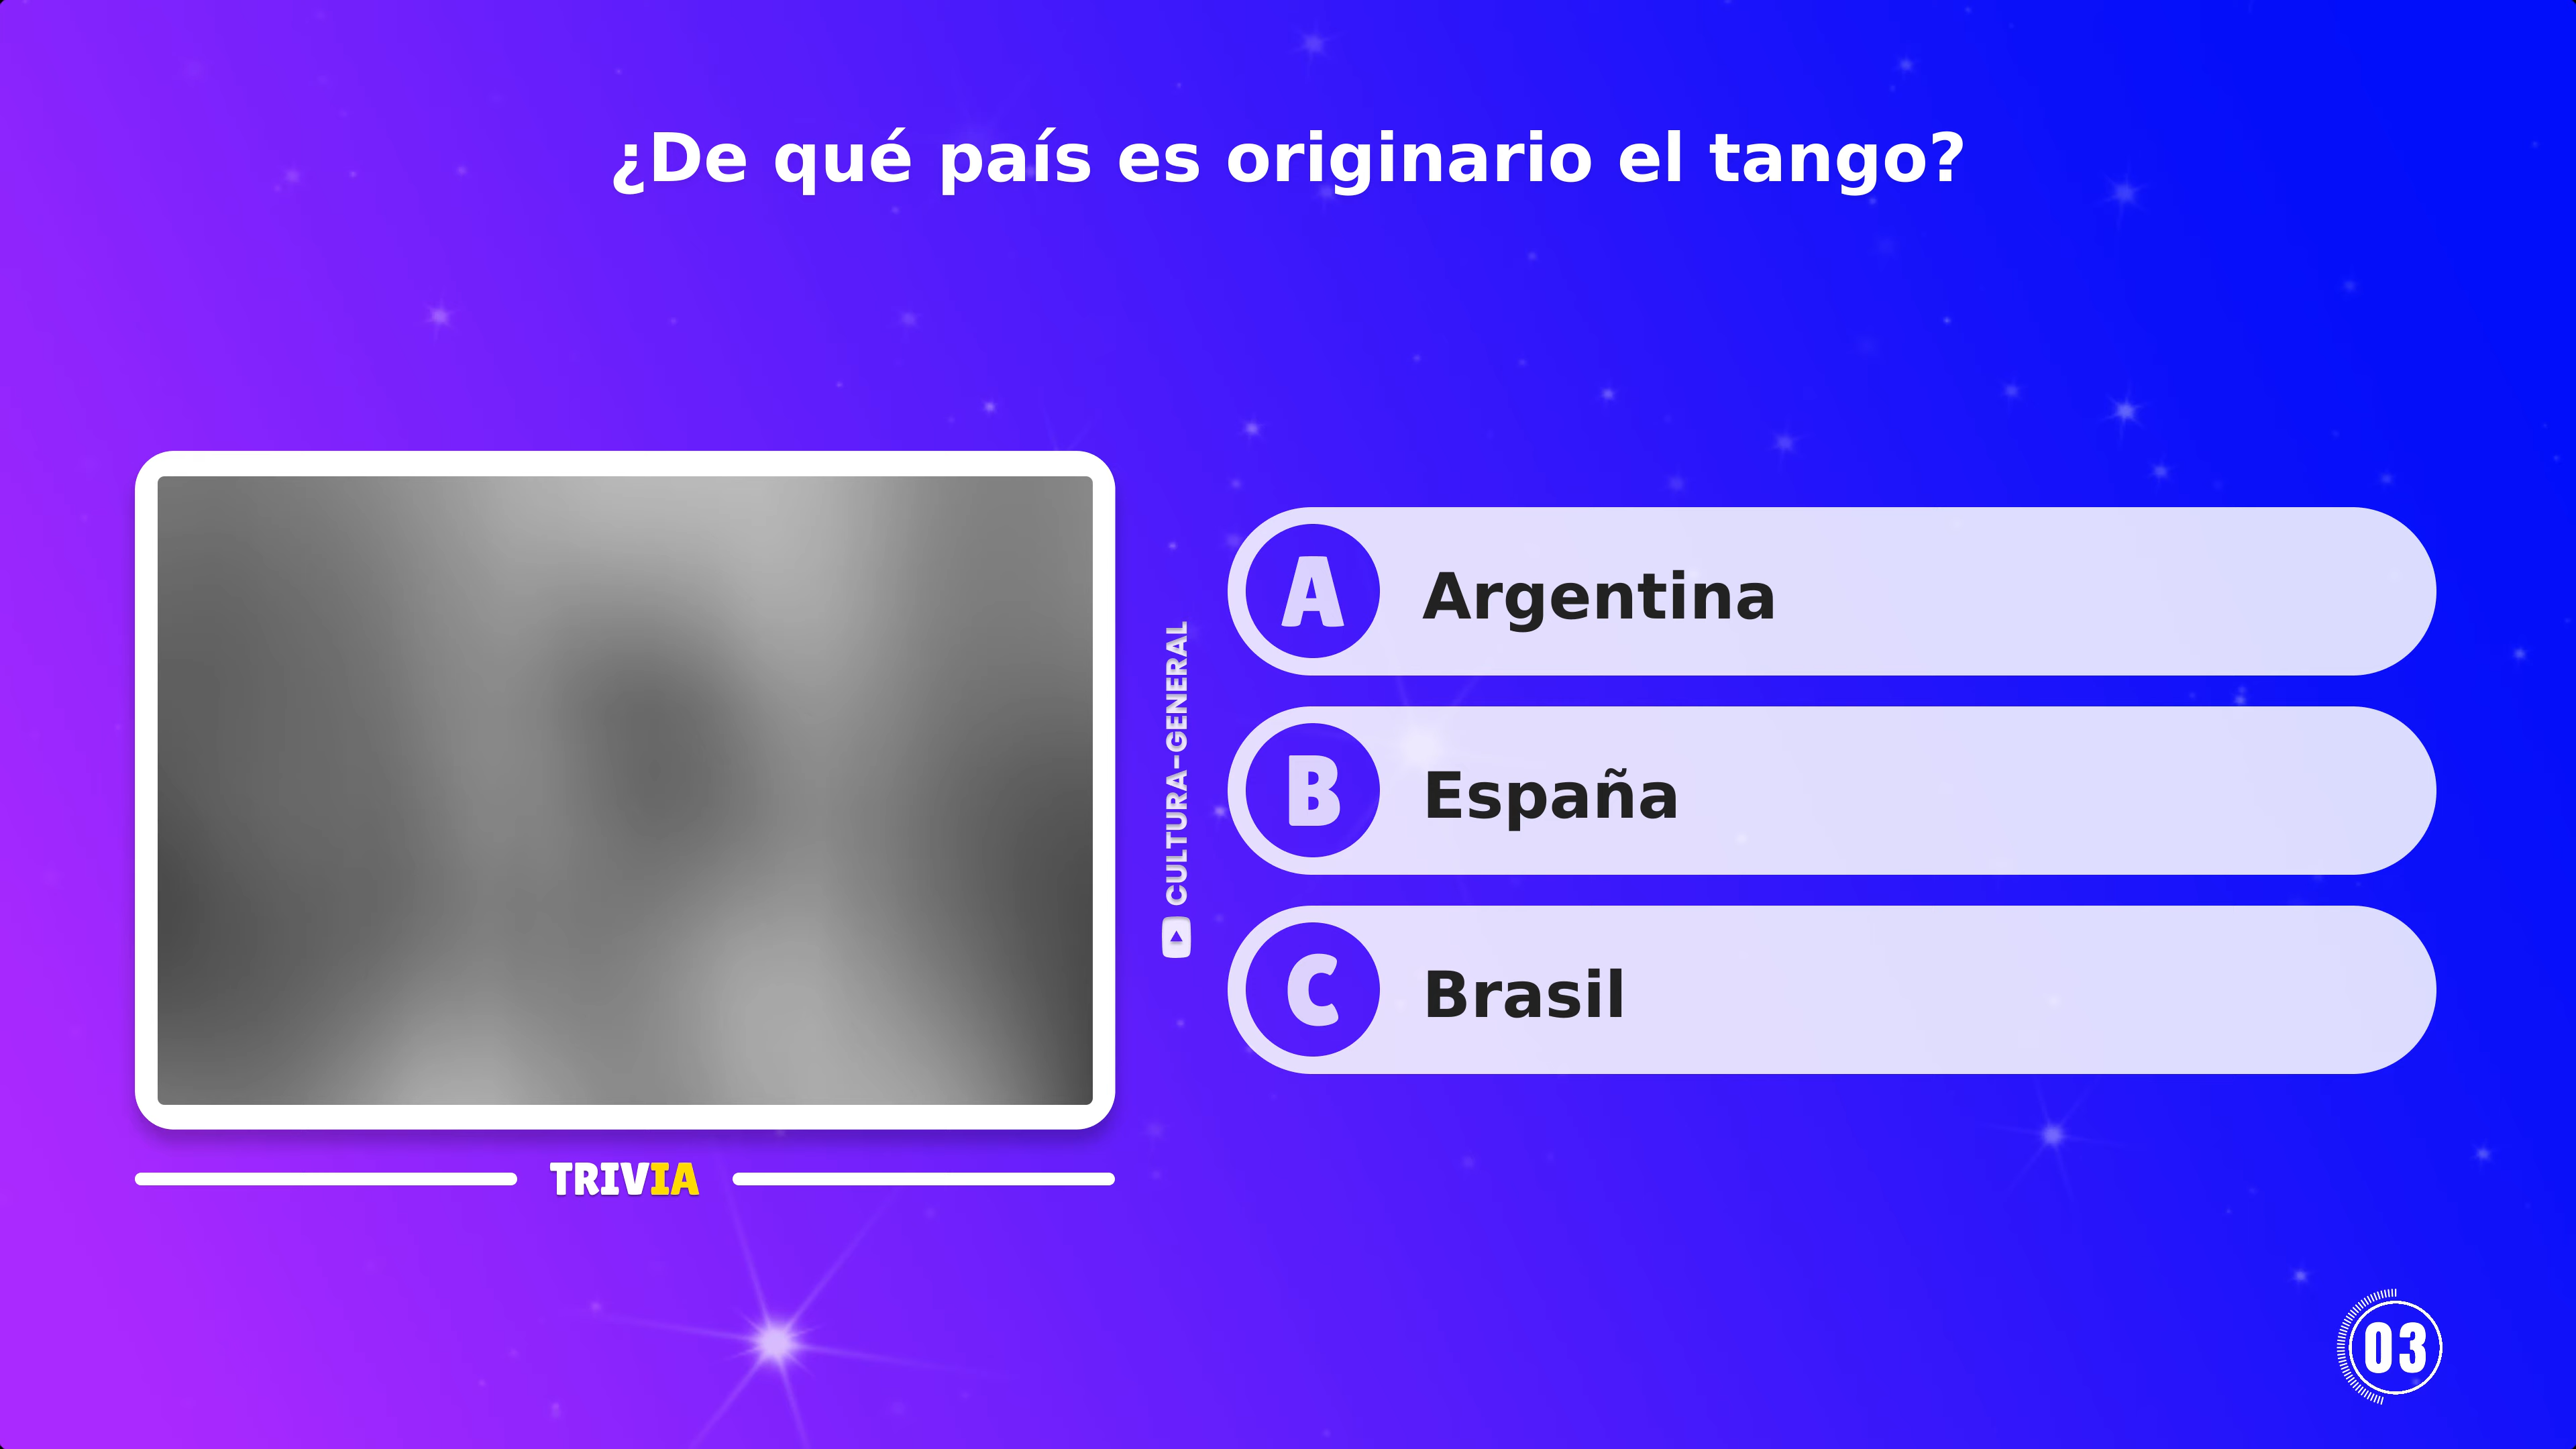 ¿De qué país es originario el tango?
CULTURA-GENERAL
A Argentina
B España
C Brasil
TRIVIA
03